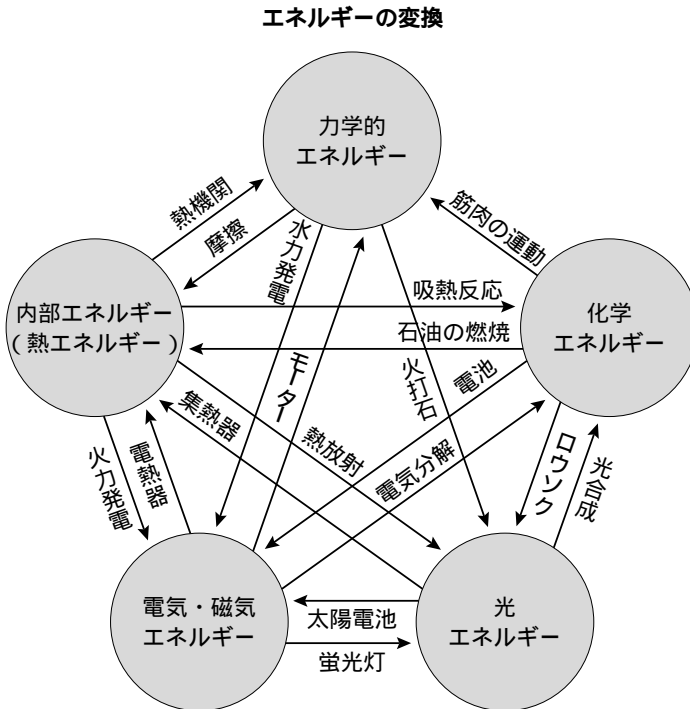 エネルギーの変換
力学的
エネルギー
熱機関
摩擦
水力発電
筋肉の運動
内部エネルギー
(熱エネルギー)
吸熱反応
石油の燃焼
化学
エネルギー
モーター
火打石
電池
集熱器
熱放射
電気分解
火力発電
電熱器
ロウソク
光合成
電気・磁気
エネルギー
太陽電池
蛍光灯
光
エネルギー